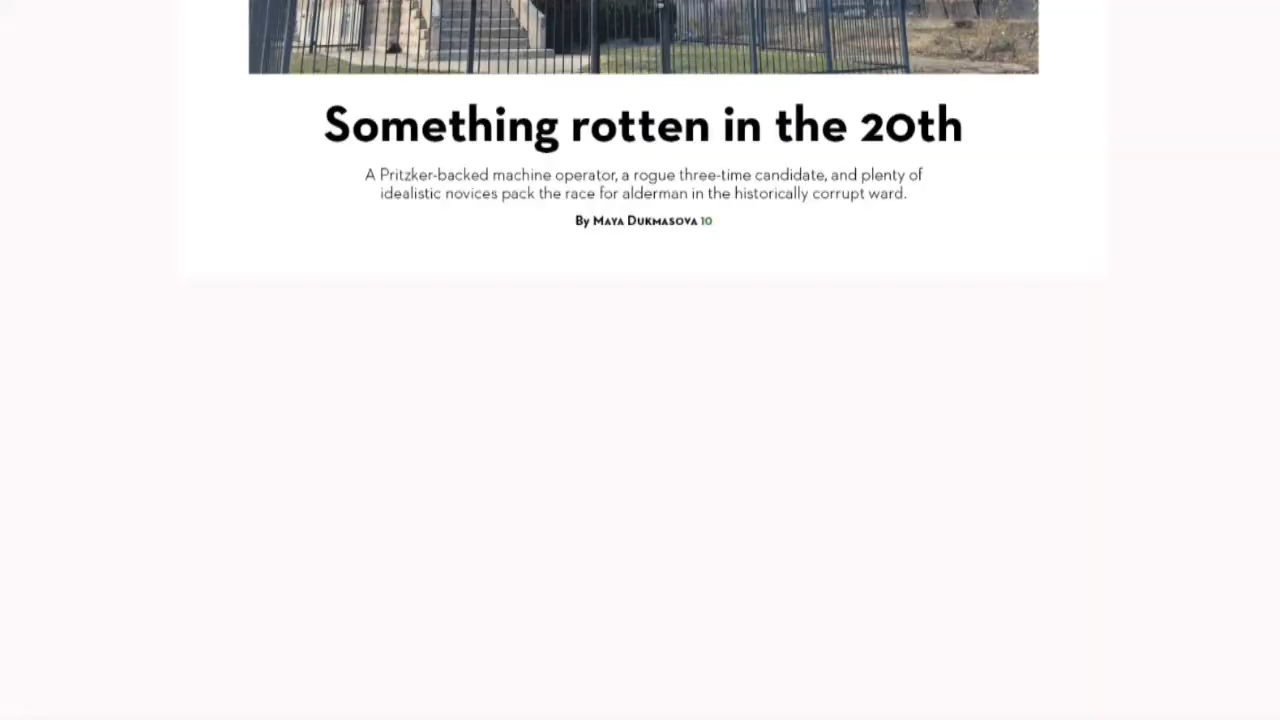 Something rotten in the 20th
A Pritzker-backed machine operator, a rogue three-time candidate, and plenty of
idealistic novices pack the race for alderman in the historically corrupt ward.
By MAYA DUKMASOVA 10